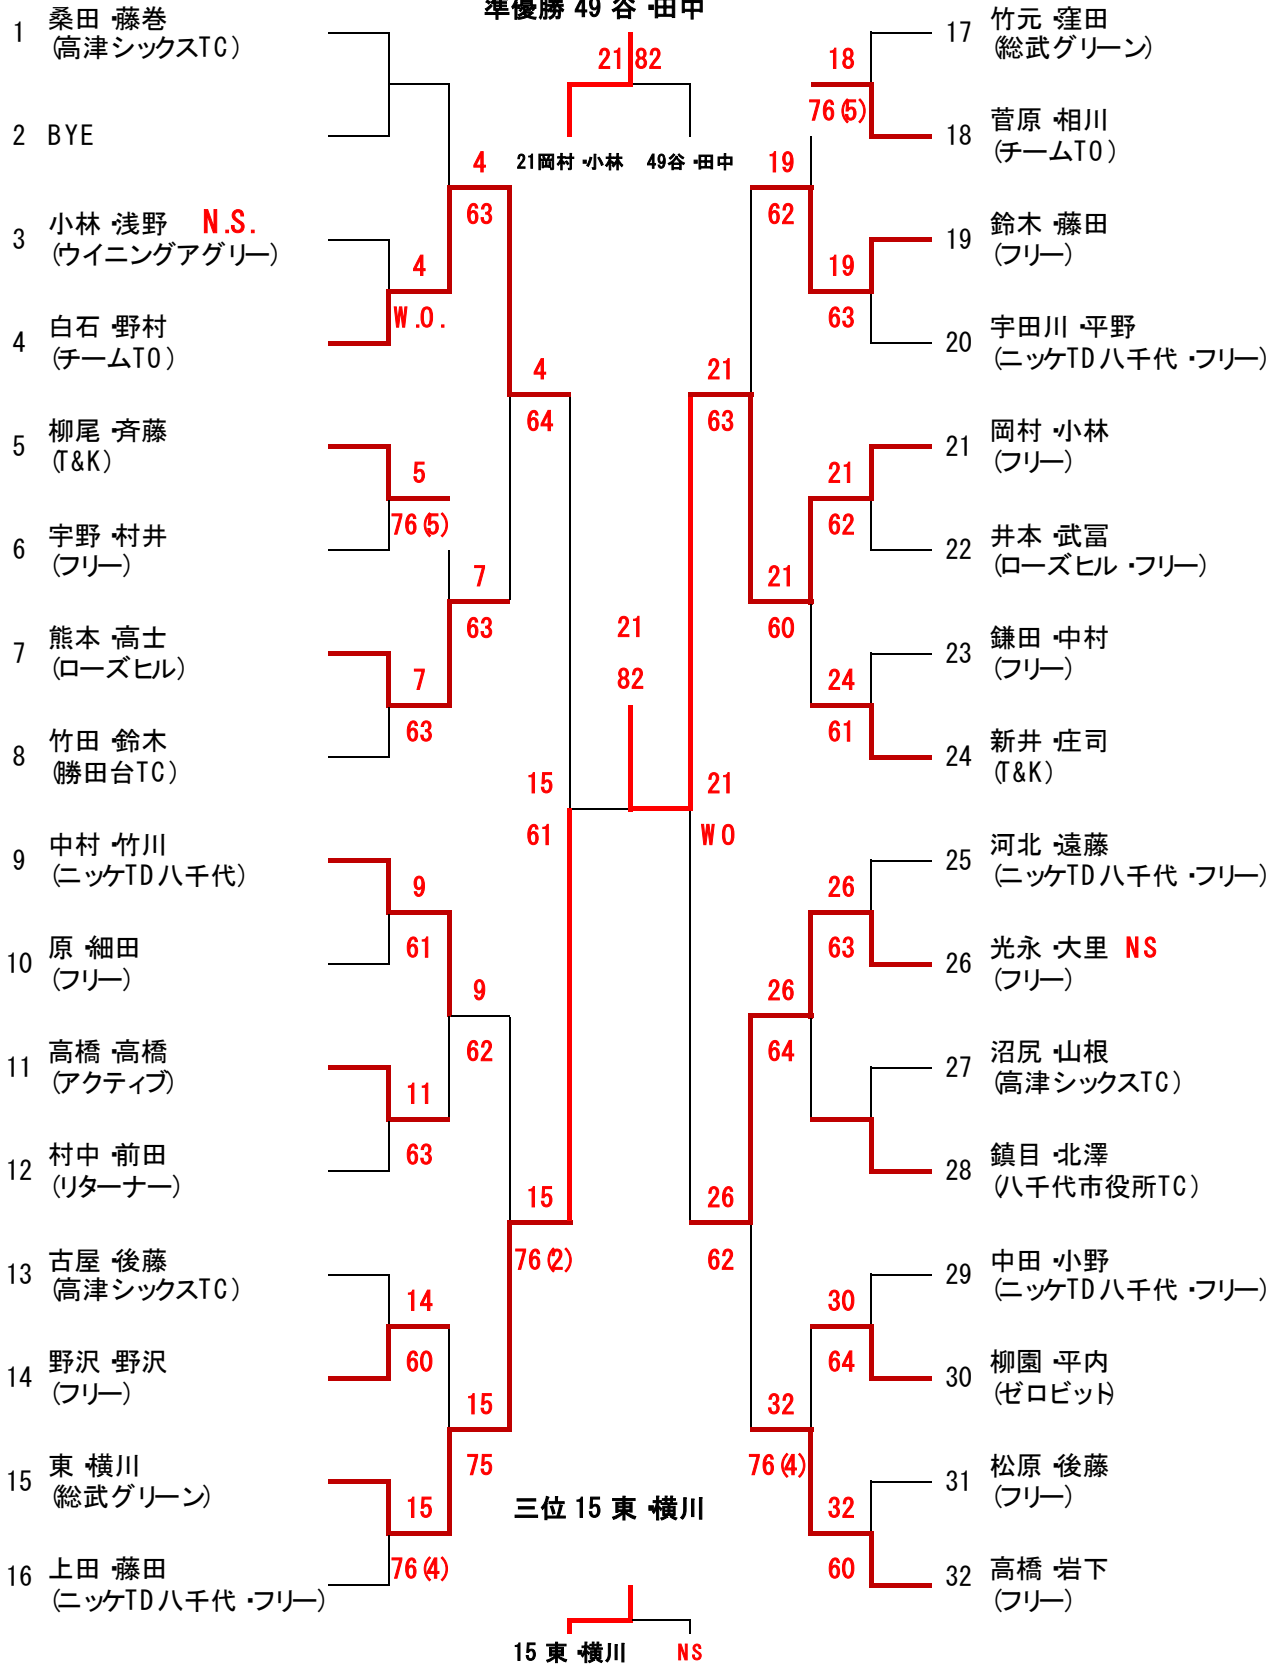 準優勝 49 谷・田中
21 82
21岡村・小林 49谷・田中
1 桑田・藤巻
(高津シックスTC)
2 BYE
3 小林・浅野 N.S.
(ウイニングアグリー)
4 白石・野村
(チームTO)
5 柳尾・斉藤
(T&K)
6 宇野・村井
(フリー)
7 熊本・高士
(ローズヒル)
8 竹田・鈴木
(勝田台TC)
9 中村・竹川
(ニッケTD八千代)
10 原・細田
(フリー)
11 高橋・高橋
(アクティブ)
12 村中・前田
(リターナー)
13 古屋・後藤
(高津シックスTC)
14 野沢・野沢
(フリー)
15 東・横川
(総武グリーン)
16 上田・藤田
(ニッケTD八千代・フリー)
4
W.O.
5
76(5)
7
63
9
61
11
63
14
60
15
76(4)
4
63
7
63
9
62
15
75
4
64
15
76(2)
15
61
21
82
21
WO
21
63
26
62
19
62
21
60
26
64
32
76(4)
18
76(5)
19
63
21
62
24
61
26
63
30
64
32
60
17 竹元・窪田
(総武グリーン)
18 菅原・相川
(チームTO)
19 鈴木・藤田
(フリー)
20 宇田川・平野
(ニッケTD八千代・フリー)
21 岡村・小林
(フリー)
22 井本・武冨
(ローズヒル・フリー)
23 鎌田・中村
(フリー)
24 新井・庄司
(T&K)
25 河北・遠藤
(ニッケTD八千代・フリー)
26 光永・大里 NS
(フリー)
27 沼尻・山根
(高津シックスTC)
28 鎮目・北澤
(八千代市役所TC)
29 中田・小野
(ニッケTD八千代・フリー)
30 柳園・平内
(ゼロビット)
31 松原・後藤
(フリー)
32 高橋・岩下
(フリー)
三位 15 東・横川
15 東・横川 NS